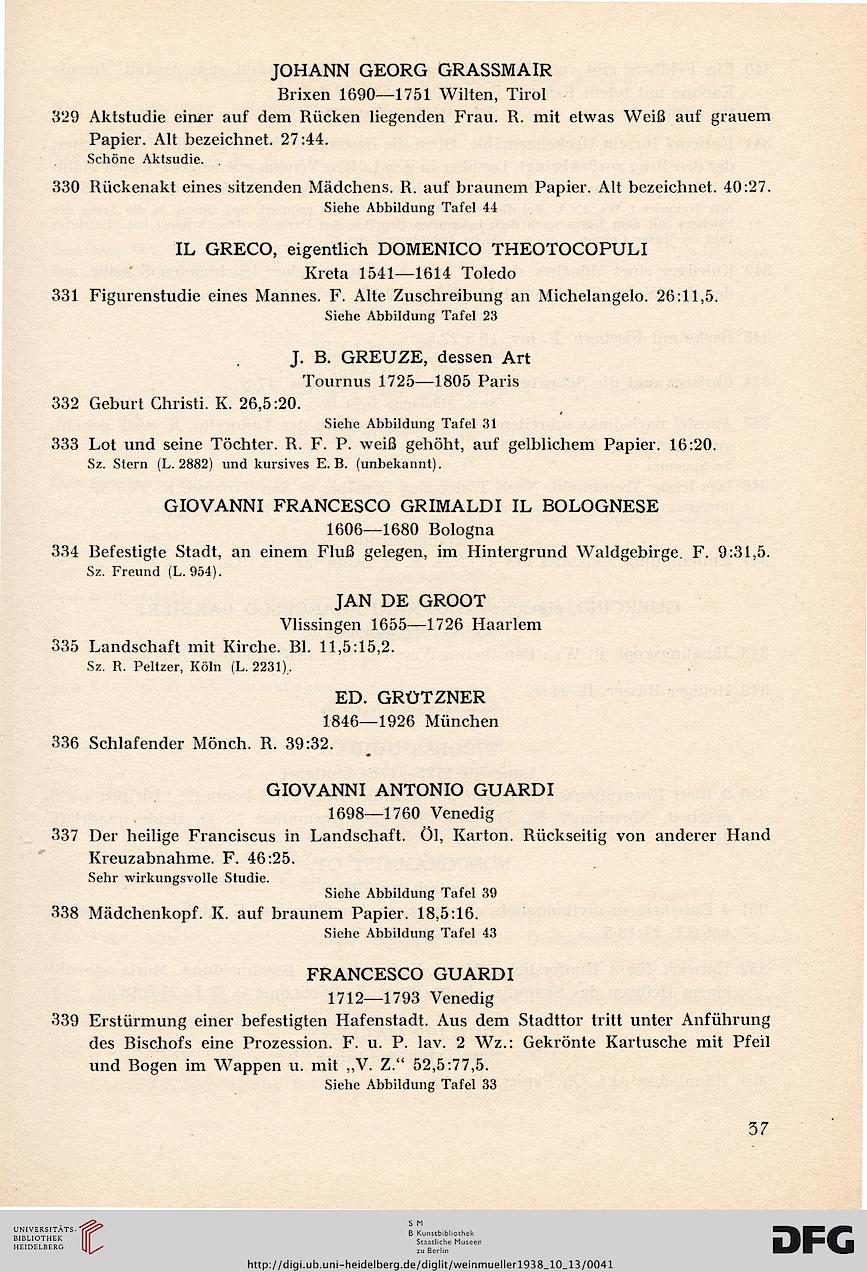 JOHANN GEORG GRASSMAIR
Brixen 1690—1751 Wilten, Tirol
329 Aktstudie einer auf dem Rücken liegenden Frau. R. mit etwas Weiß auf grauem
Papier. Alt bezeichnet. 27:44.
Schöne Aktsudie.
330 Rückenakt eines sitzenden Mädchens. R. auf braunem Papier. Alt bezeichnet. 40:27.
Siehe Abbildung Tafel 44
IL GRECO, eigentlich DOMENICO THEOTOCOPULI
Kreta 1541—1614 Toledo
331 Figurenstudie eines Mannes. F. Alte Zuschreibung an Michelangelo. 26:11,5.
Siehe Abbildung Tafel 23
J. B. GREUZE, dessen Art
Tournus 1725—1805 Paris
332 Geburt Christi. K. 26,5:20.
Siehe Abbildung Tafel 31
333 Lot und seine Töchter. R. F. P. weiß gehöht, auf gelblichem Papier. 16:20.
Sz. Stern (L. 2882) und kursives E. B. (unbekannt).
GIOVANNI FRANCESCO GRIMALDI IL BOLOGNESE
1606—1680 Bologna
334 Befestigte Stadt, an einem Fluß gelegen, im Hintergrund Waldgebirge. F. 9:31,5.
Sz. Freund (L. 954).
JAN DE GROOT
Vlissingen 1655—1726 Haarlem
335 Landschaft mit Kirche. Bl. 11,5:15,2.
Sz. R. Peltzer, Köln (L. 2231).
ED. GRÜTZNER
1846—1926 München
336 Schlafender Mönch. R. 39:32.
GIOVANNI ANTONIO GUARDI
1698—1760 Venedig
337 Der heilige Franciscus in Landschaft. Öl, Karton. Rückseitig von anderer Hand
Kreuzabnahme. F. 46:25.
Sehr wirkungsvolle Studie.
Siehe Abbildung Tafel 39
338 Mädchenkopf. K. auf braunem Papier. 18,5:16.
Siehe Abbildung Tafel 43
FRANCESCO GUARDI
1712—1793 Venedig
339 Erstürmung einer befestigten Hafenstadt. Aus dem Stadttor tritt unter Anführung
des Bischofs eine Prozession. F. u. P. lav. 2 Wz.: Gekrönte Kartusche mit Pfeil
und Bogen im Wappen u. mit „V. Z.“ 52,5:77,5.
Siehe Abbildung Tafel 33
37
UNIVERSITÄTS-
BIBLIOTHEK
HEIDELBERG
S M
B Kunstbibliothek
Staatliche Museen
zu Berlin
DFG
http://digi.ub.uni-heidelberg.de/diglit/weinmueller1938_10_13/0041